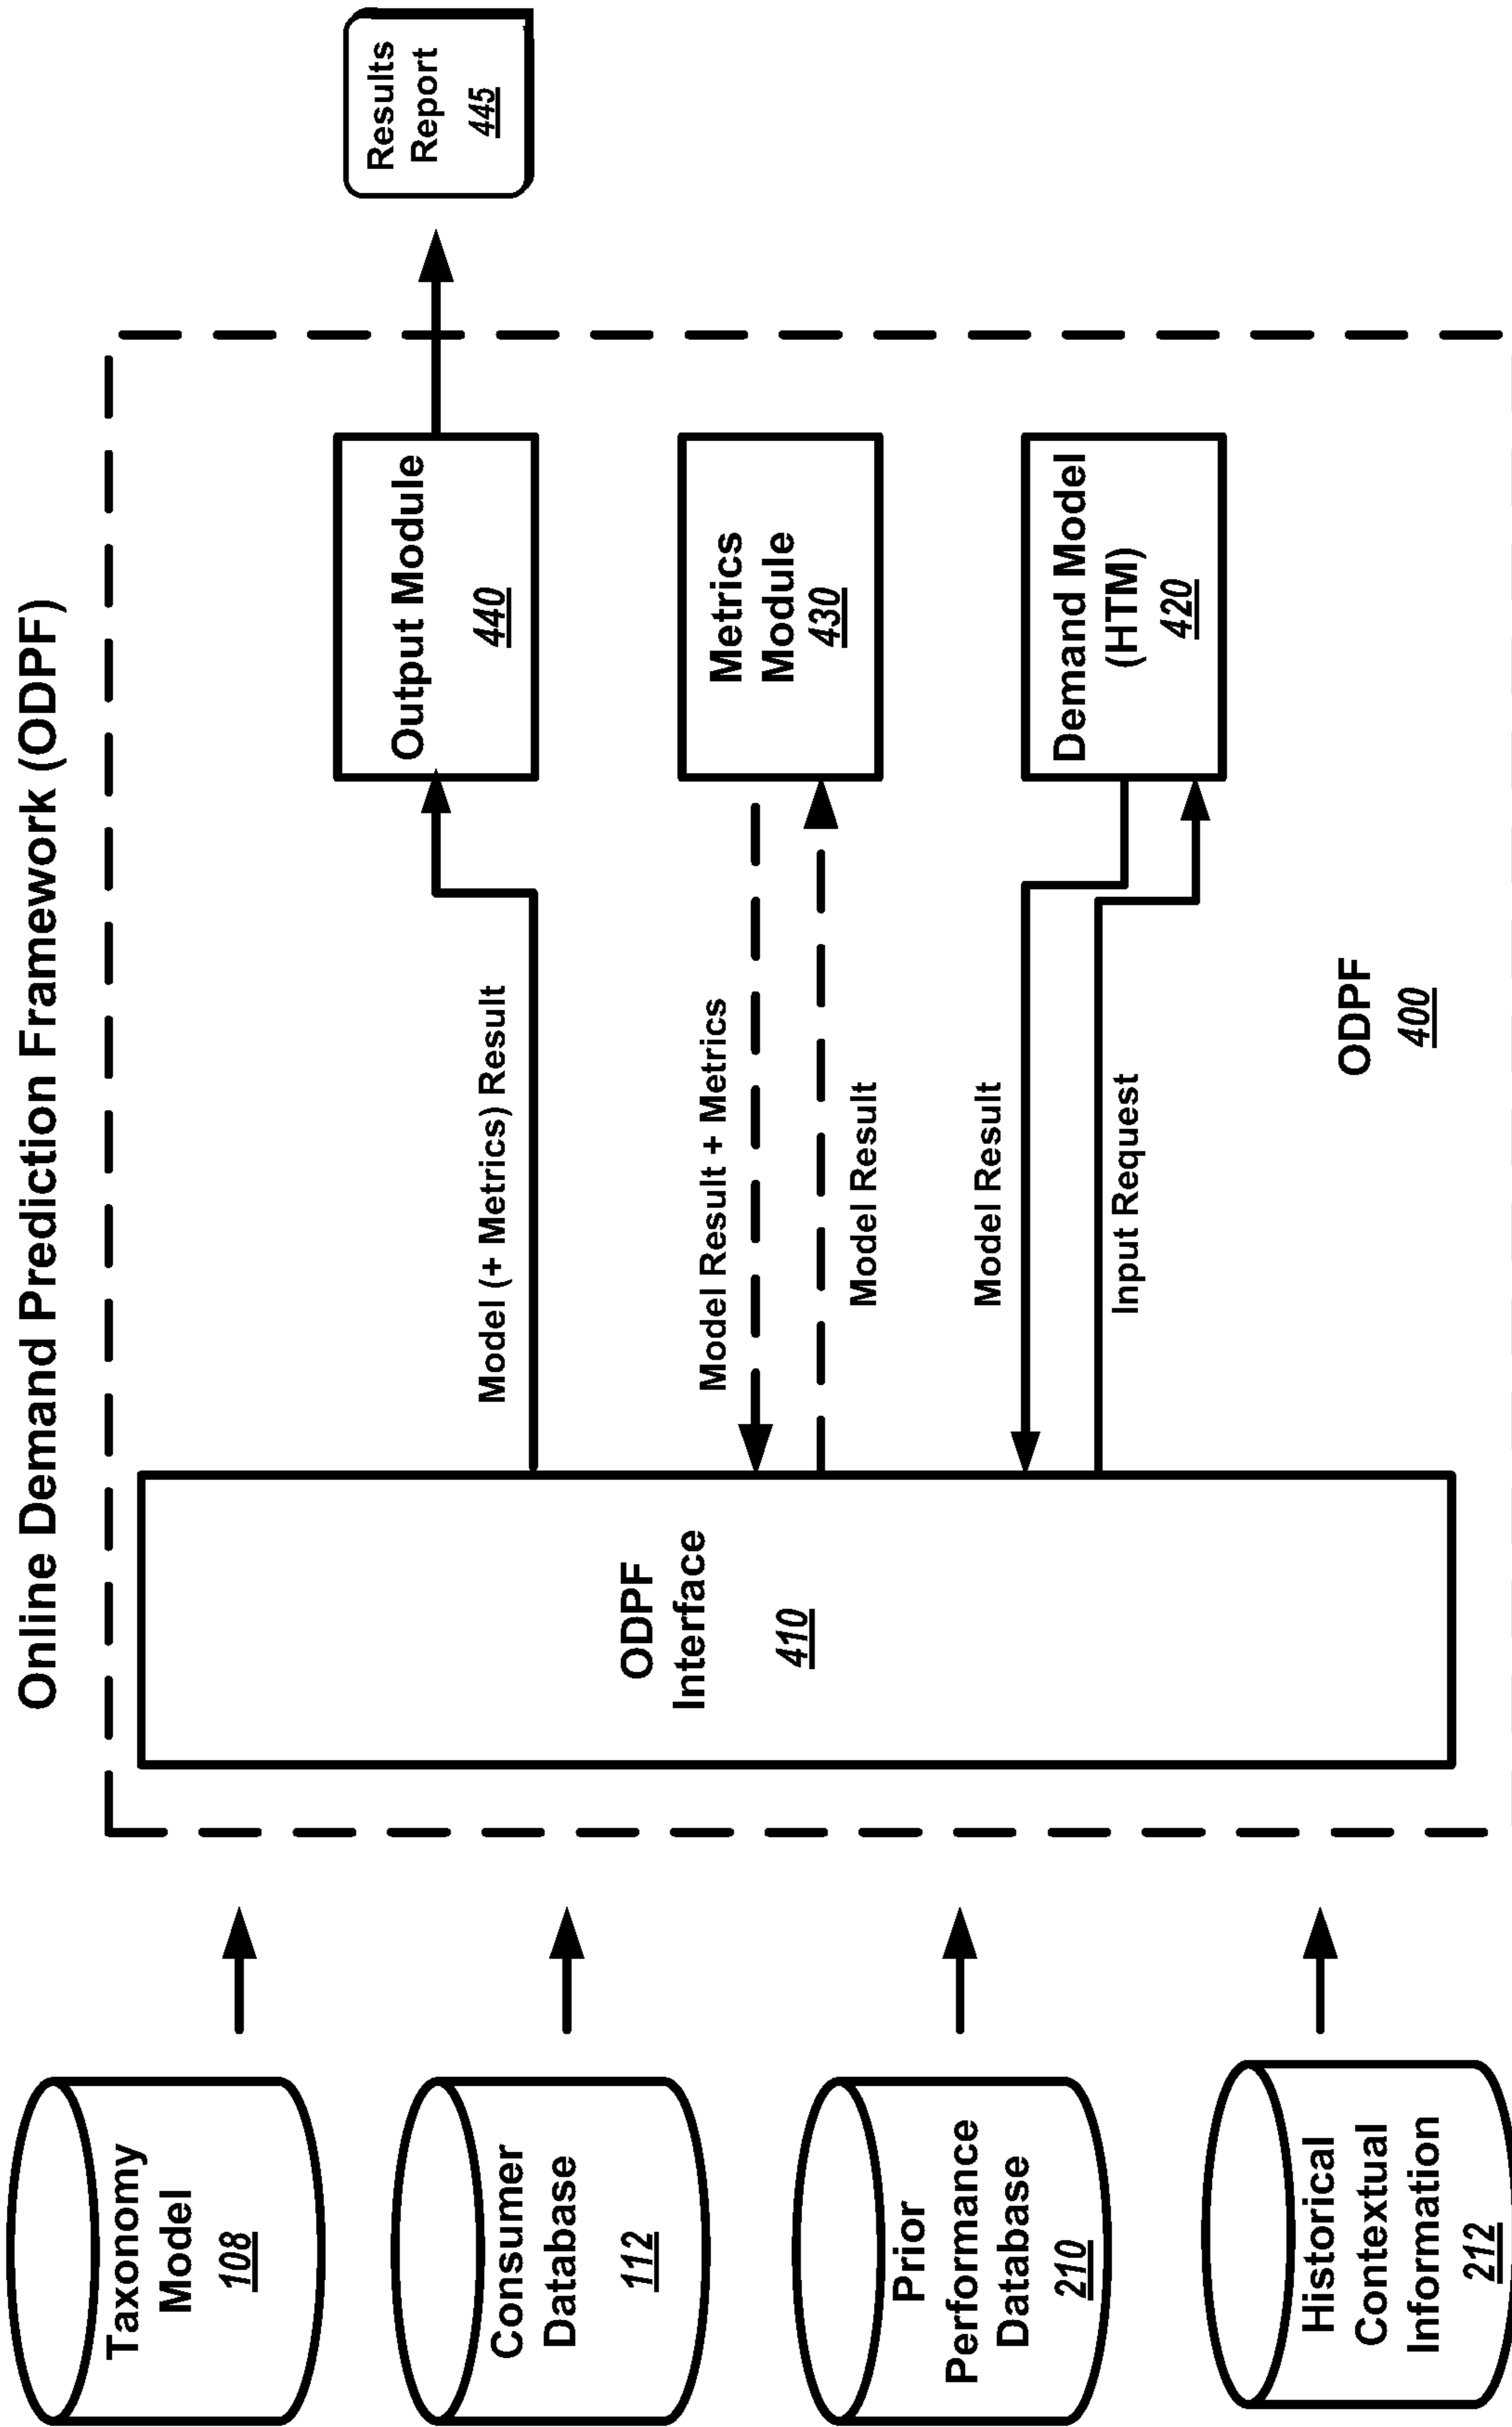 Online Demand Prediction Framework (ODPF)
Taxonomy
Model
108
Consumer
Database
112
Prior
Performance
Database
210
Historical
Contextual
Information
212
ODPF
Interface
410
Model (+ Metrics) Result
Model Result + Metrics
Model Result
Model Result
Input Request
Output Module
440
Metrics
Module
430
Demand Model
(HTM)
420
ODPF
400
Results
Report
445